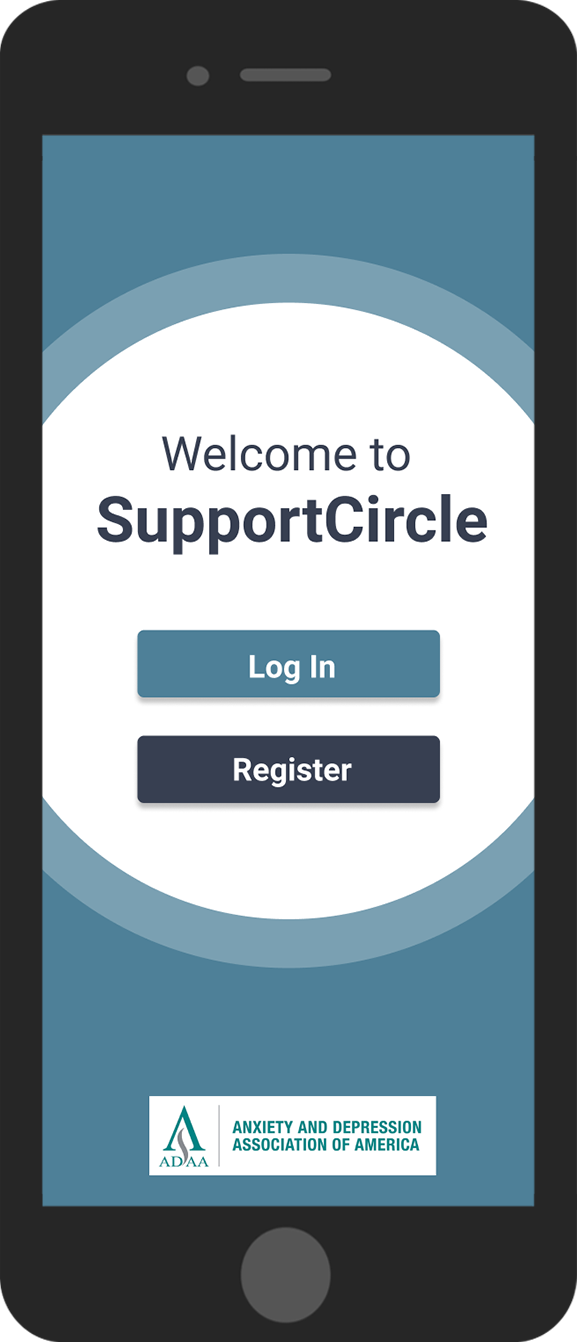 Welcome to
SupportCircle
Log In
Register
ADAA
ANXIETY AND DEPRESSION
ASSOCIATION OF AMERICA